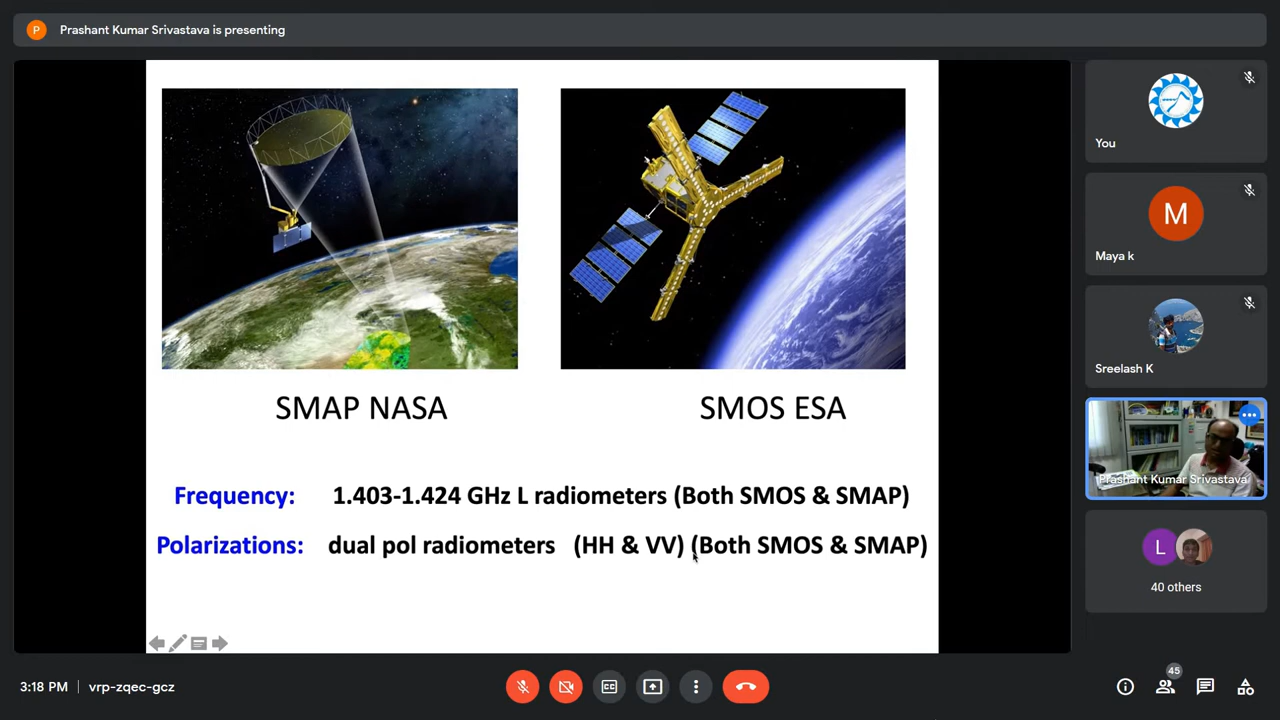 P Prashant Kumar Srivastava is presenting
SMAP NASA
SMOS ESA
Frequency: 1.403-1.424 GHz L radiometers (Both SMOS & SMAP)
Polarizations: dual pol radiometers (HH & VV) (Both SMOS & SMAP)
You
M
Maya k
Sreelash K
Prashant Kumar Srivastava
L
40 others
3:18 PM | vrp-zqec-gcz
CC
45